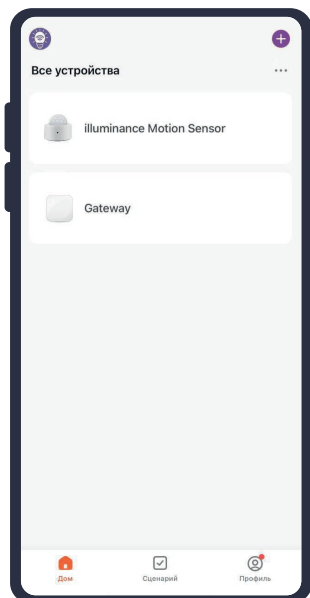 Все устройства
illuminance Motion Sensor
Gateway
Дом
Сценарий
Профиль